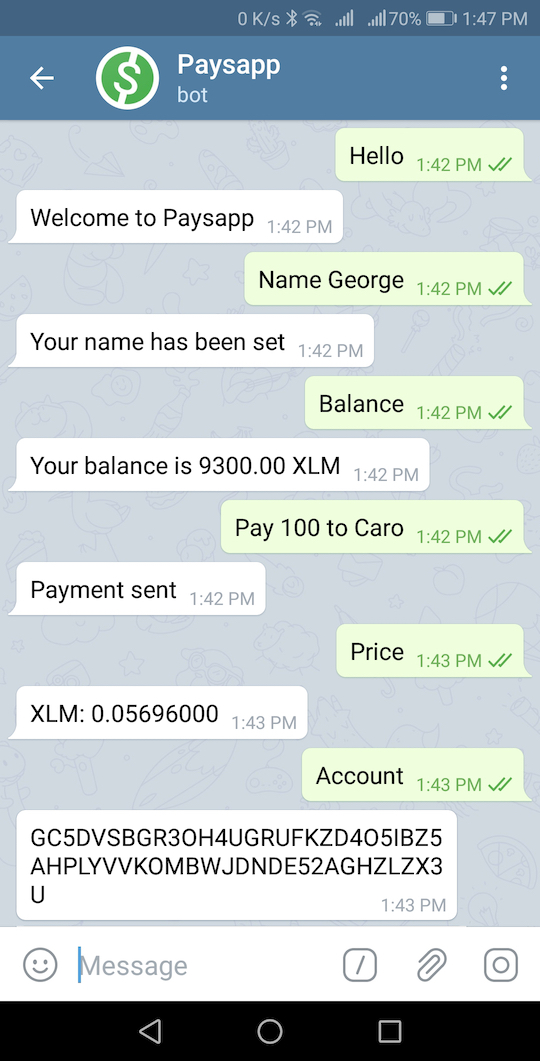 0 K/s 70% 1:47 PM
Paysapp
bot
Hello 1:42 PM
Welcome to Paysapp 1:42 PM
Name George 1:42 PM
Your name has been set 1:42 PM
Balance 1:42 PM
Your balance is 9300.00 XLM 1:42 PM
Pay 100 to Caro 1:42 PM
Payment sent 1:42 PM
Price 1:43 PM
XLM: 0.05696000 1:43 PM
Account 1:43 PM
GC5DVSBGR3OH4UGRUFKZD4O5IBZ5
AHPLYVVKOMBWJDNDE52AGHZLZX3
U 1:43 PM
Message